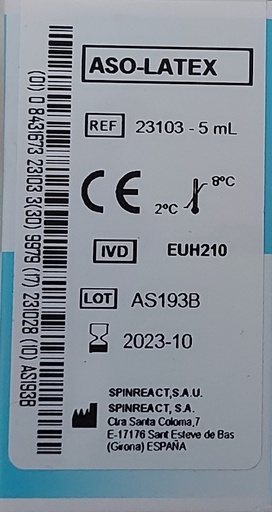 ASO-LATEX
REF 23103 - 5 mL
CE 2ºC 8ºC
IVD EUH210
LOT AS193B
2023-10
SPINREACT,S.A.U.
SPINREACT, S.A.
Ctra Santa Coloma,7
E-17176 Sant Esteve de Bas
(Girona) ESPAÑA
(01) 0 8431673 23103 3(30) 9979 (17) 231028 (10) AS193B